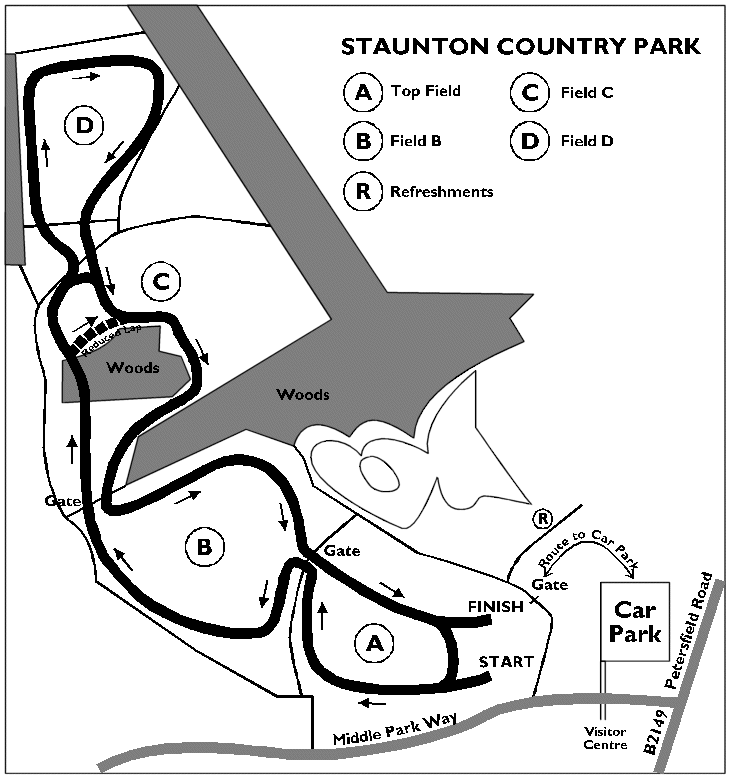 STAUNTON COUNTRY PARK
A Top Field
C Field C
B Field B
D Field D
R Refreshments
D
C
Reduced Lap
Woods
Woods
Gate
B
R
Route to Car Park
Gate
Gate
FINISH
Car
Park
A
START
Petersfield Road
Middle Park Way
Visitor
Centre
B2149